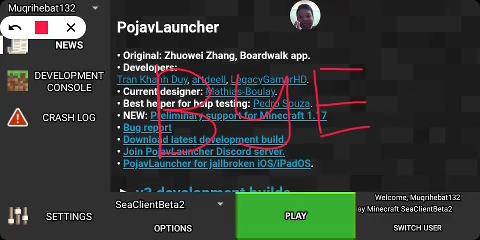 Muqrihebat132
NEWS
DEVELOPMENT
CONSOLE
CRASH LOG
SETTINGS
PojavLauncher
• Original: Zhuowei Zhang, Boardwalk app.
• Developers:
Tran Khanh Duy, artdeell, LegacyGamerHD.
• Current designer: Mathias-Boulay.
• Best helper for help testing: Pedro Souza.
• NEW: Preliminary support for Minecraft 1.17
• Bug report
• Download latest development build.
• Join PojavLauncher Discord server.
• PojavLauncher for jailbroken iOS/iPadOS.
v3 development builds
BYE
SeaClientBeta2
OPTIONS
PLAY
Welcome, Muqrihebat132
ay Minecraft SeaClientBeta2
SWITCH USER